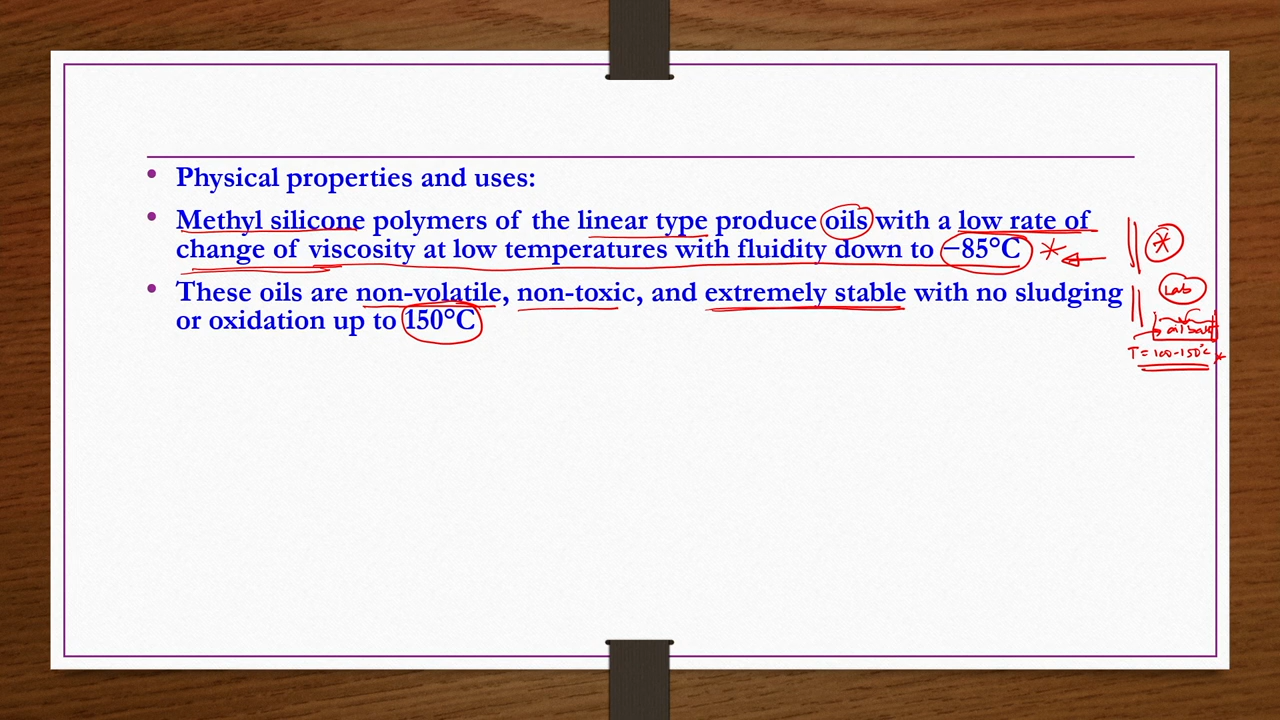 • Physical properties and uses:
• Methyl silicone polymers of the linear type produce oils with a low rate of
change of viscosity at low temperatures with fluidity down to −85°C *
• These oils are non-volatile, non-toxic, and extremely stable with no sludging
or oxidation up to 150°C
*
Lab
oil bath
T = 100-150°C *